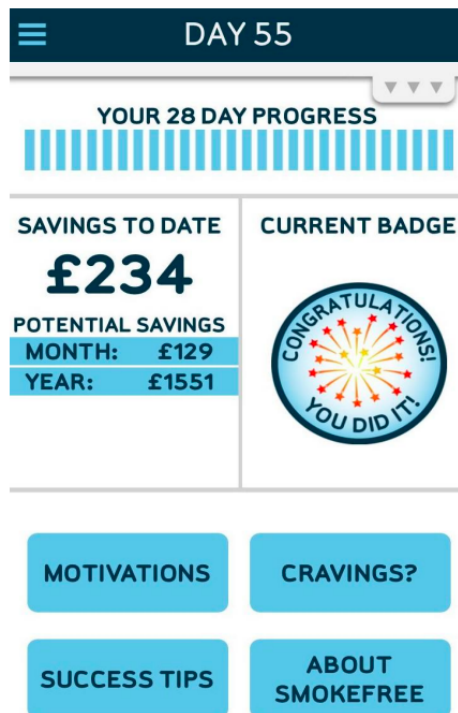 DAY 55
YOUR 28 DAY PROGRESS
SAVINGS TO DATE
£234
POTENTIAL SAVINGS
MONTH: £129
YEAR: £1551
CURRENT BADGE
CONGRATULATIONS!
YOU DID IT!
MOTIVATIONS
CRAVINGS?
SUCCESS TIPS
ABOUT
SMOKEFREE